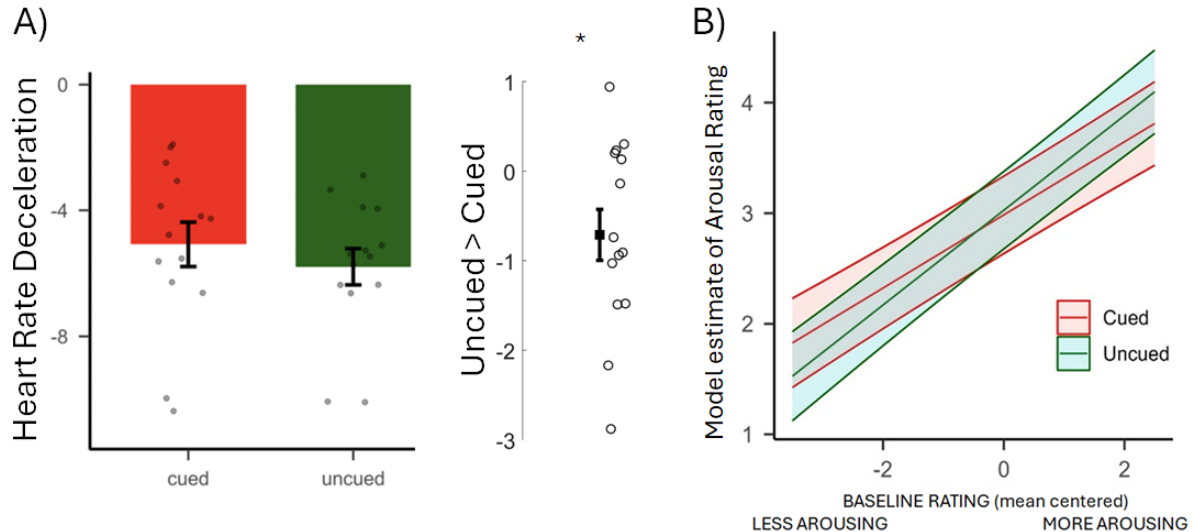 A)
Heart Rate Deceleration
0
-4
-8
cued
uncued
*
Uncued > Cued
1
0
-1
-2
-3
B)
Model estimate of Arousal Rating
4
3
2
1
Cued
Uncued
-2
0
2
BASELINE RATING (mean centered)
LESS AROUSING
MORE AROUSING